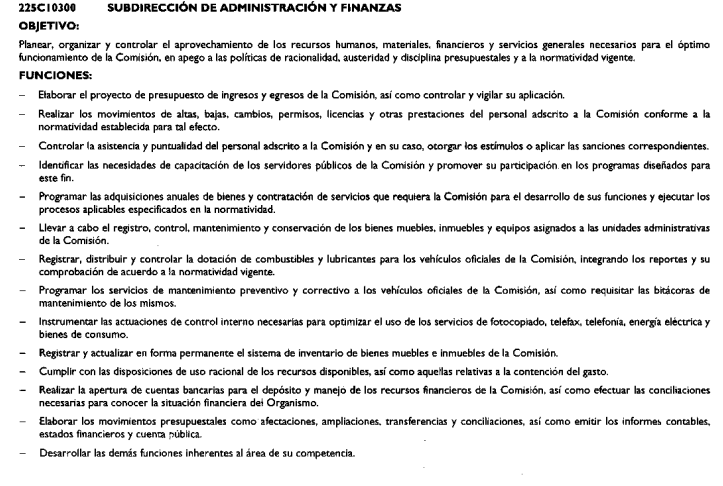 225C10300 SUBDIRECCIÓN DE ADMINISTRACIÓN Y FINANZAS
OBJETIVO:
Planear, organizar y controlar el aprovechamiento de los recursos humanos, materiales, financieros y servicios generales necesarios para el óptimo
funcionamiento de la Comisión, en apego a las políticas de racionalidad, austeridad y disciplina presupuestales y a la normatividad vigente.
FUNCIONES:
– Elaborar el proyecto de presupuesto de ingresos y egresos de la Comisión, así como controlar y vigilar su aplicación.
– Realizar los movimientos de altas, bajas, cambios, permisos, licencias y otras prestaciones del personal adscrito a la Comisión conforme a la
normatividad establecida para tal efecto.
– Controlar la asistencia y puntualidad del personal adscrito a la Comisión y en su caso, otorgar los estímulos o aplicar las sanciones correspondientes.
– Identificar las necesidades de capacitación de los servidores públicos de la Comisión y promover su participación en los programas diseñados para
este fin.
– Programar las adquisiciones anuales de bienes y contratación de servicios que requiera la Comisión para el desarrollo de sus funciones y ejecutar los
procesos aplicables especificados en la normatividad.
– Llevar a cabo el registro, control, mantenimiento y conservación de los bienes muebles, inmuebles y equipos asignados a las unidades administrativas
de la Comisión.
– Registrar, distribuir y controlar la dotación de combustibles y lubricantes para los vehículos oficiales de la Comisión, integrando los reportes y su
comprobación de acuerdo a la normatividad vigente.
– Programar los servicios de mantenimiento preventivo y correctivo a los vehículos oficiales de la Comisión, así como requisitar las bitácoras de
mantenimiento de los mismos.
– Instrumentar las actuaciones de control interno necesarias para optimizar el uso de los servicios de fotocopiado, telefax, telefonía, energía eléctrica y
bienes de consumo.
– Registrar y actualizar en forma permanente el sistema de inventario de bienes muebles e inmuebles de la Comisión.
– Cumplir con las disposiciones de uso racional de los recursos disponibles, así como aquellas relativas a la contención del gasto.
– Realizar la apertura de cuentas bancarias para el depósito y manejo de los recursos financieros de la Comisión, así como efectuar las conciliaciones
necesarias para conocer la situación financiera del Organismo.
– Elaborar los movimientos presupuestales como afectaciones, ampliaciones, transferencias y conciliaciones, así como emitir los informes contables,
estados financieros y cuenta pública.
– Desarrollar las demás funciones inherentes al área de su competencia.